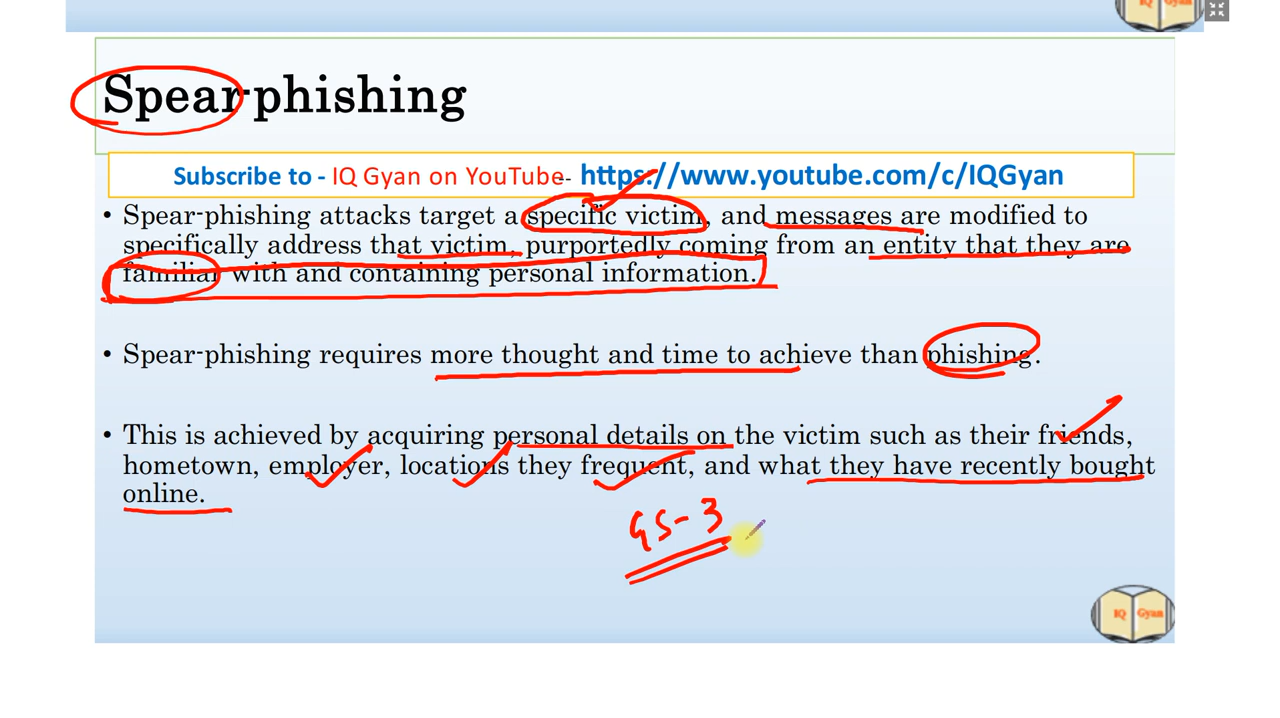 IQ Gyan
Spear-phishing
Subscribe to - IQ Gyan on YouTube-- https://www.youtube.com/c/IQGyan
• Spear-phishing attacks target a specific victim, and messages are modified to
specifically address that victim, purportedly coming from an entity that they are
familiar with and containing personal information.
• Spear-phishing requires more thought and time to achieve than phishing.
• This is achieved by acquiring personal details on the victim such as their friends,
hometown, employer, locations they frequent, and what they have recently bought
online.
GS-3
IQ Gyan